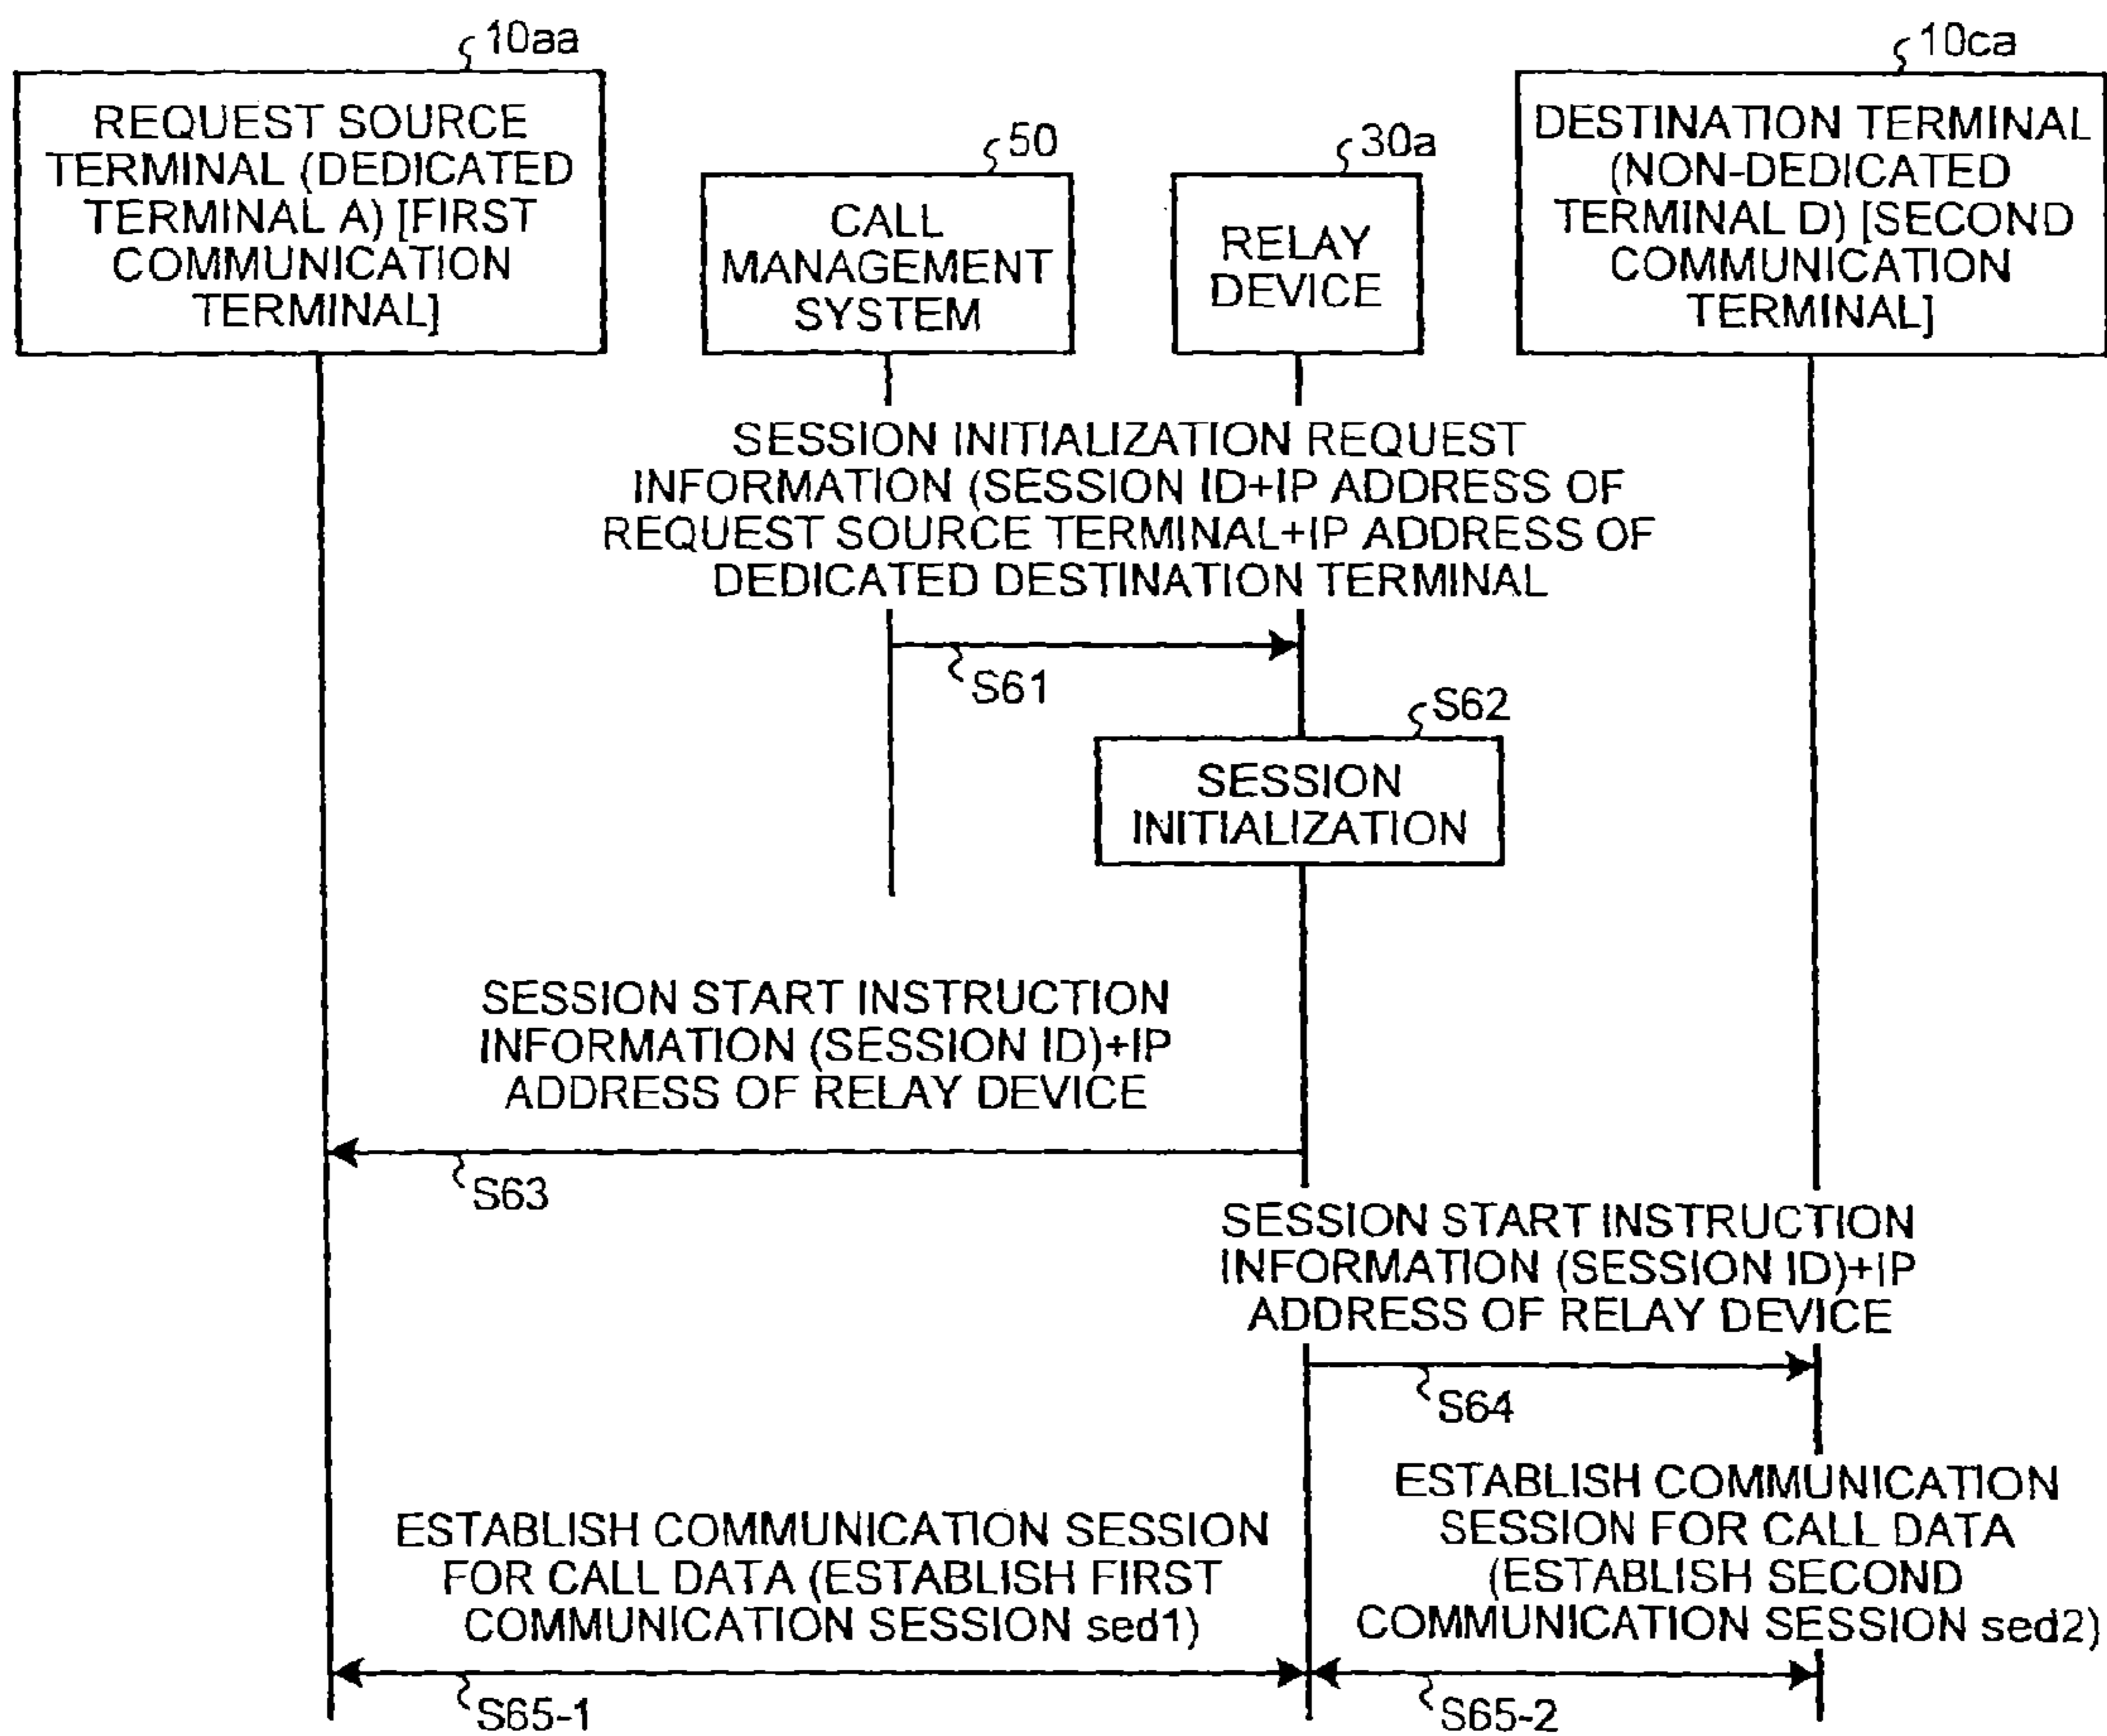 10aa
REQUEST SOURCE
TERMINAL (DEDICATED
TERMINAL A) [FIRST
COMMUNICATION
TERMINAL]
50
CALL
MANAGEMENT
SYSTEM
30a
RELAY
DEVICE
10ca
DESTINATION TERMINAL
(NON-DEDICATED
TERMINAL D) [SECOND
COMMUNICATION
TERMINAL]
SESSION INITIALIZATION REQUEST
INFORMATION (SESSION ID+IP ADDRESS OF
REQUEST SOURCE TERMINAL+IP ADDRESS OF
DEDICATED DESTINATION TERMINAL
S61
S62
SESSION
INITIALIZATION
SESSION START INSTRUCTION
INFORMATION (SESSION ID)+IP
ADDRESS OF RELAY DEVICE
S63
SESSION START INSTRUCTION
INFORMATION (SESSION ID)+IP
ADDRESS OF RELAY DEVICE
S64
ESTABLISH COMMUNICATION SESSION
FOR CALL DATA (ESTABLISH FIRST
COMMUNICATION SESSION sed1)
S65-1
ESTABLISH COMMUNICATION
SESSION FOR CALL DATA
(ESTABLISH SECOND
COMMUNICATION SESSION sed2)
S65-2